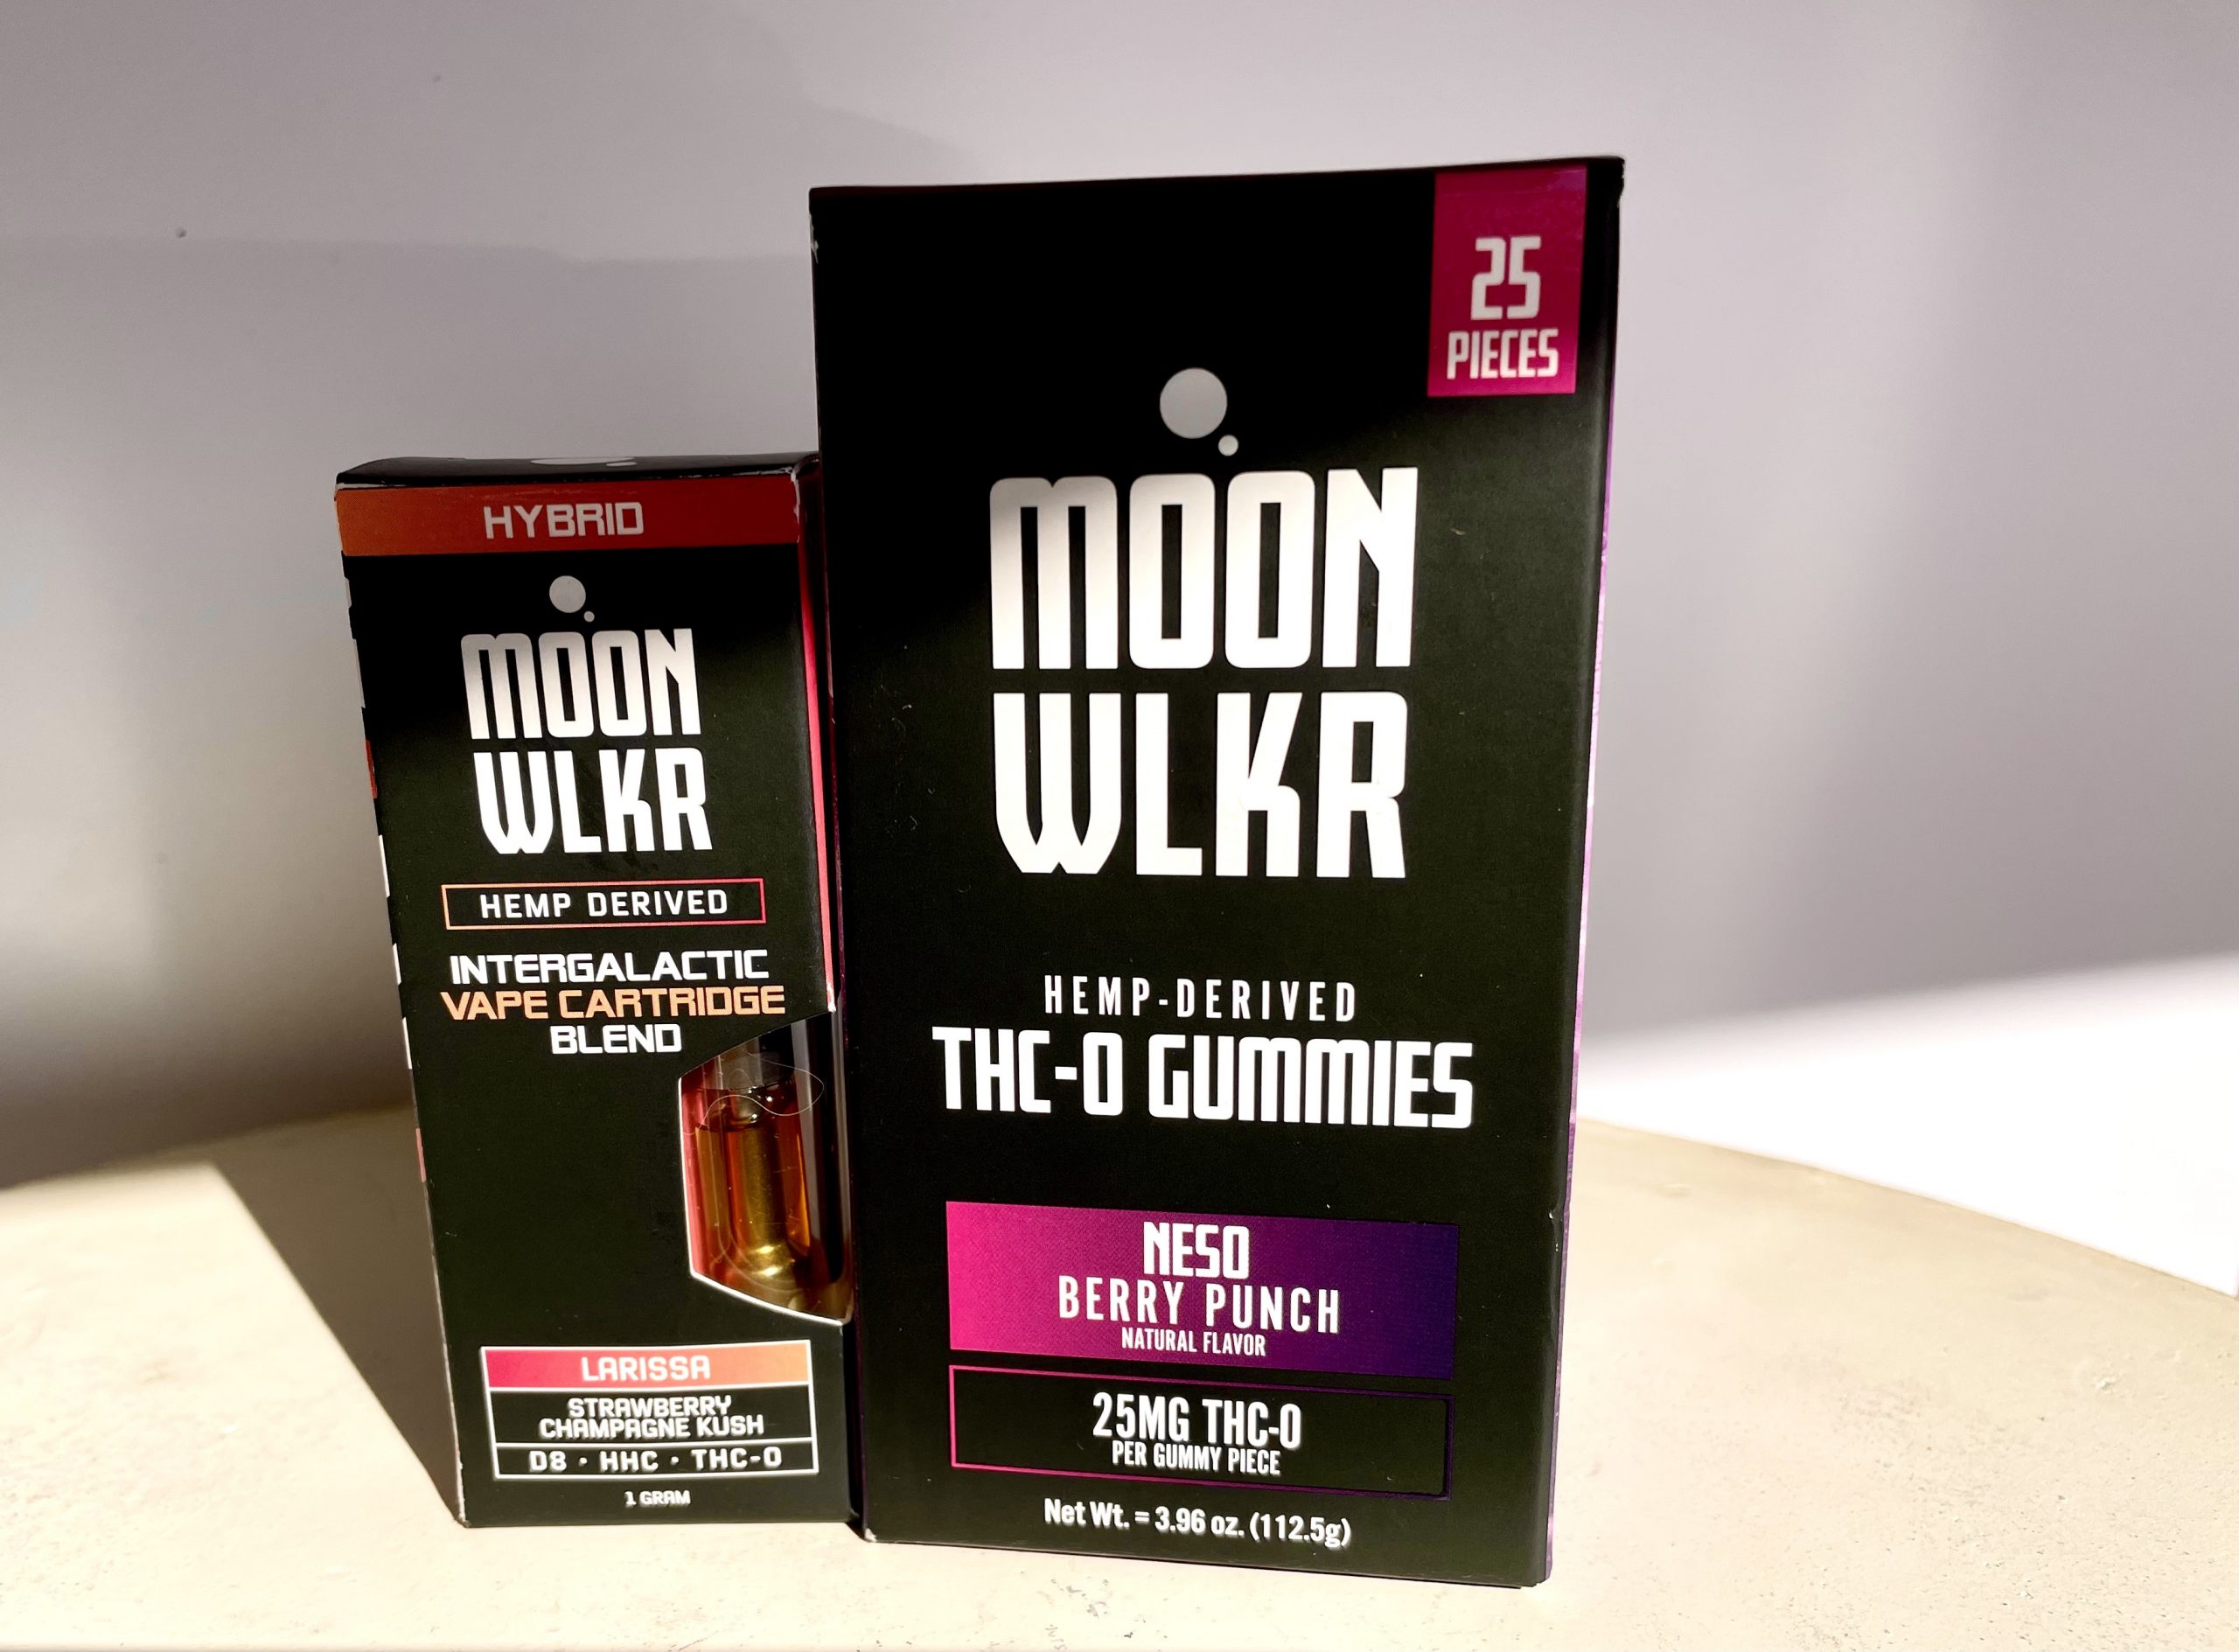 HYBRID
MOON
WLKR
HEMP DERIVED
INTERGALACTIC
VAPE CARTRIDGE
BLEND
LARISSA
STRAWBERRY
CHAMPAGNE KUSH
D8 • HHC • THC-O
1 GRAM
25
PIECES
MOON
WLKR
HEMP-DERIVED
THC-O GUMMIES
NESO
BERRY PUNCH
NATURAL FLAVOR
25MG THC-O
PER GUMMY PIECE
Net Wt. = 3.96 oz. (112.5g)